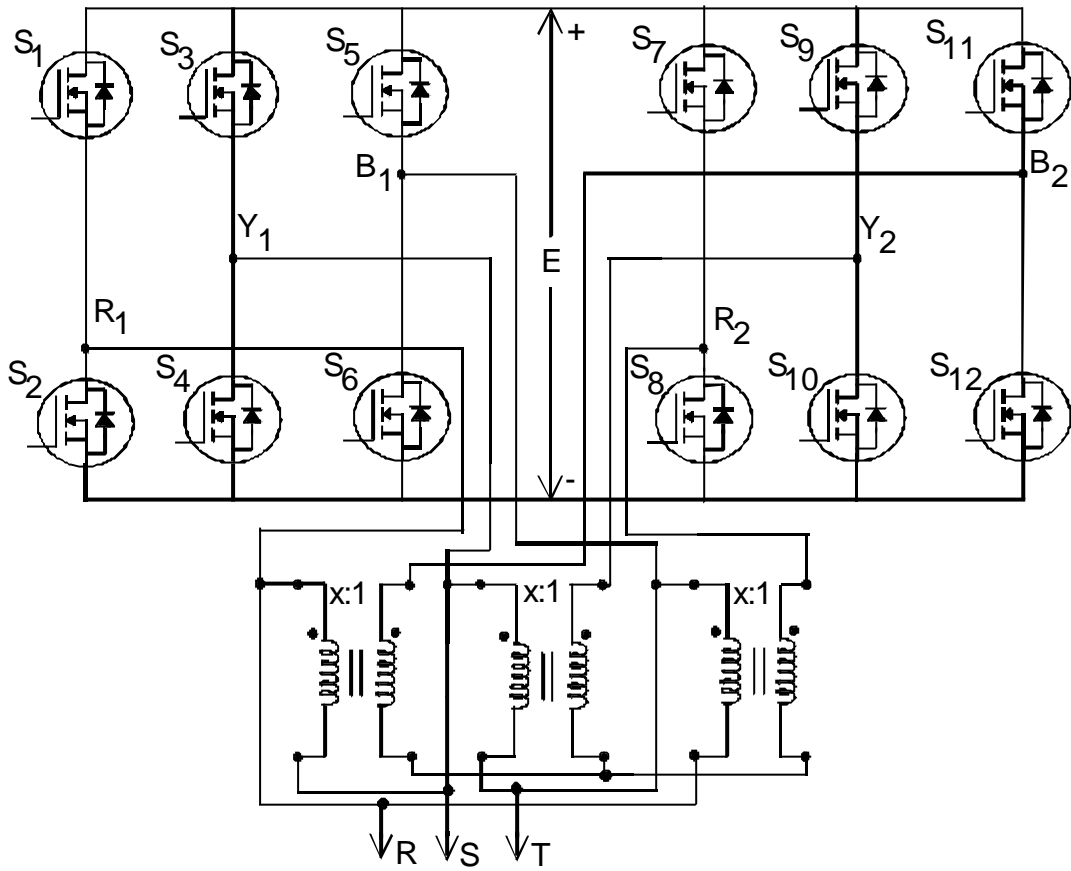 S1 S3 S5 S7 S9 S11
+
B1 B2
Y1 E Y2
R1 R2
S2 S4 S6 S8 S10 S12
-
x:1 x:1 x:1
R S T